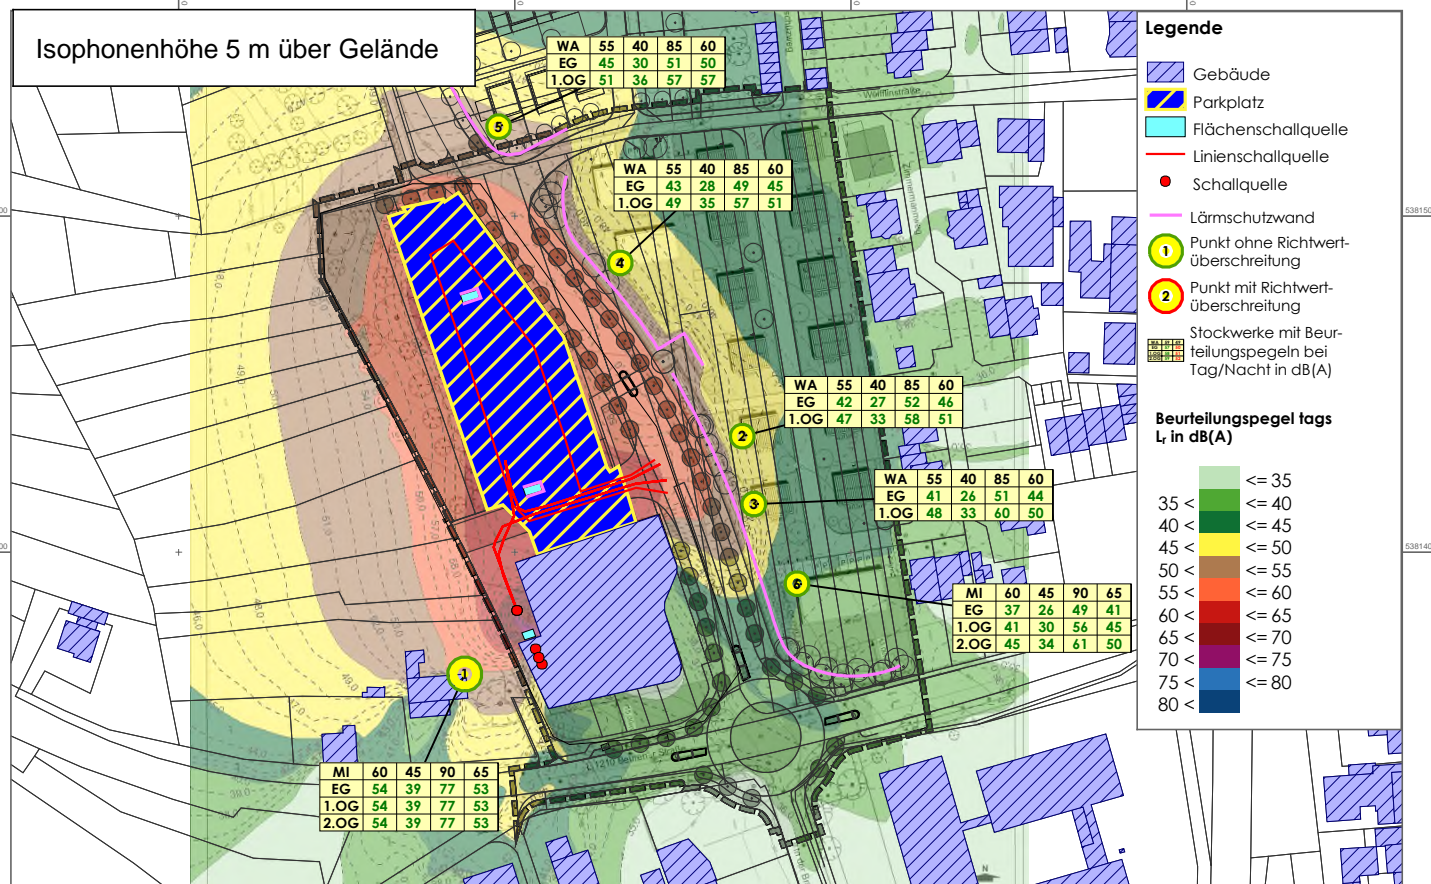 Isophonenhöhe 5 m über Gelände
WA 55 40 85 60
EG 45 30 51 50
1.OG 51 36 57 57
5
WA 55 40 85 60
EG 43 28 49 45
1.OG 49 35 57 51
4
WA 55 40 85 60
EG 42 27 52 46
1.OG 47 33 58 51
2
WA 55 40 85 60
EG 41 26 51 44
1.OG 48 33 60 50
3
MI 60 45 90 65
EG 37 26 49 41
1.OG 41 30 56 45
2.OG 45 34 61 50
6
MI 60 45 90 65
EG 54 39 77 53
1.OG 54 39 77 53
2.OG 54 39 77 53
1
Legende
Gebäude
Parkplatz
Flächenschallquelle
Linienschallquelle
Schallquelle
Lärmschutzwand
1 Punkt ohne Richtwert-
überschreitung
2 Punkt mit Richtwert-
überschreitung
Stockwerke mit Beur-
teilungspegeln bei
Tag/Nacht in dB(A)
Beurteilungspegel tags
Lr in dB(A)
<= 35
35 < <= 40
40 < <= 45
45 < <= 50
50 < <= 55
55 < <= 60
60 < <= 65
65 < <= 70
70 < <= 75
75 < <= 80
80 <
N